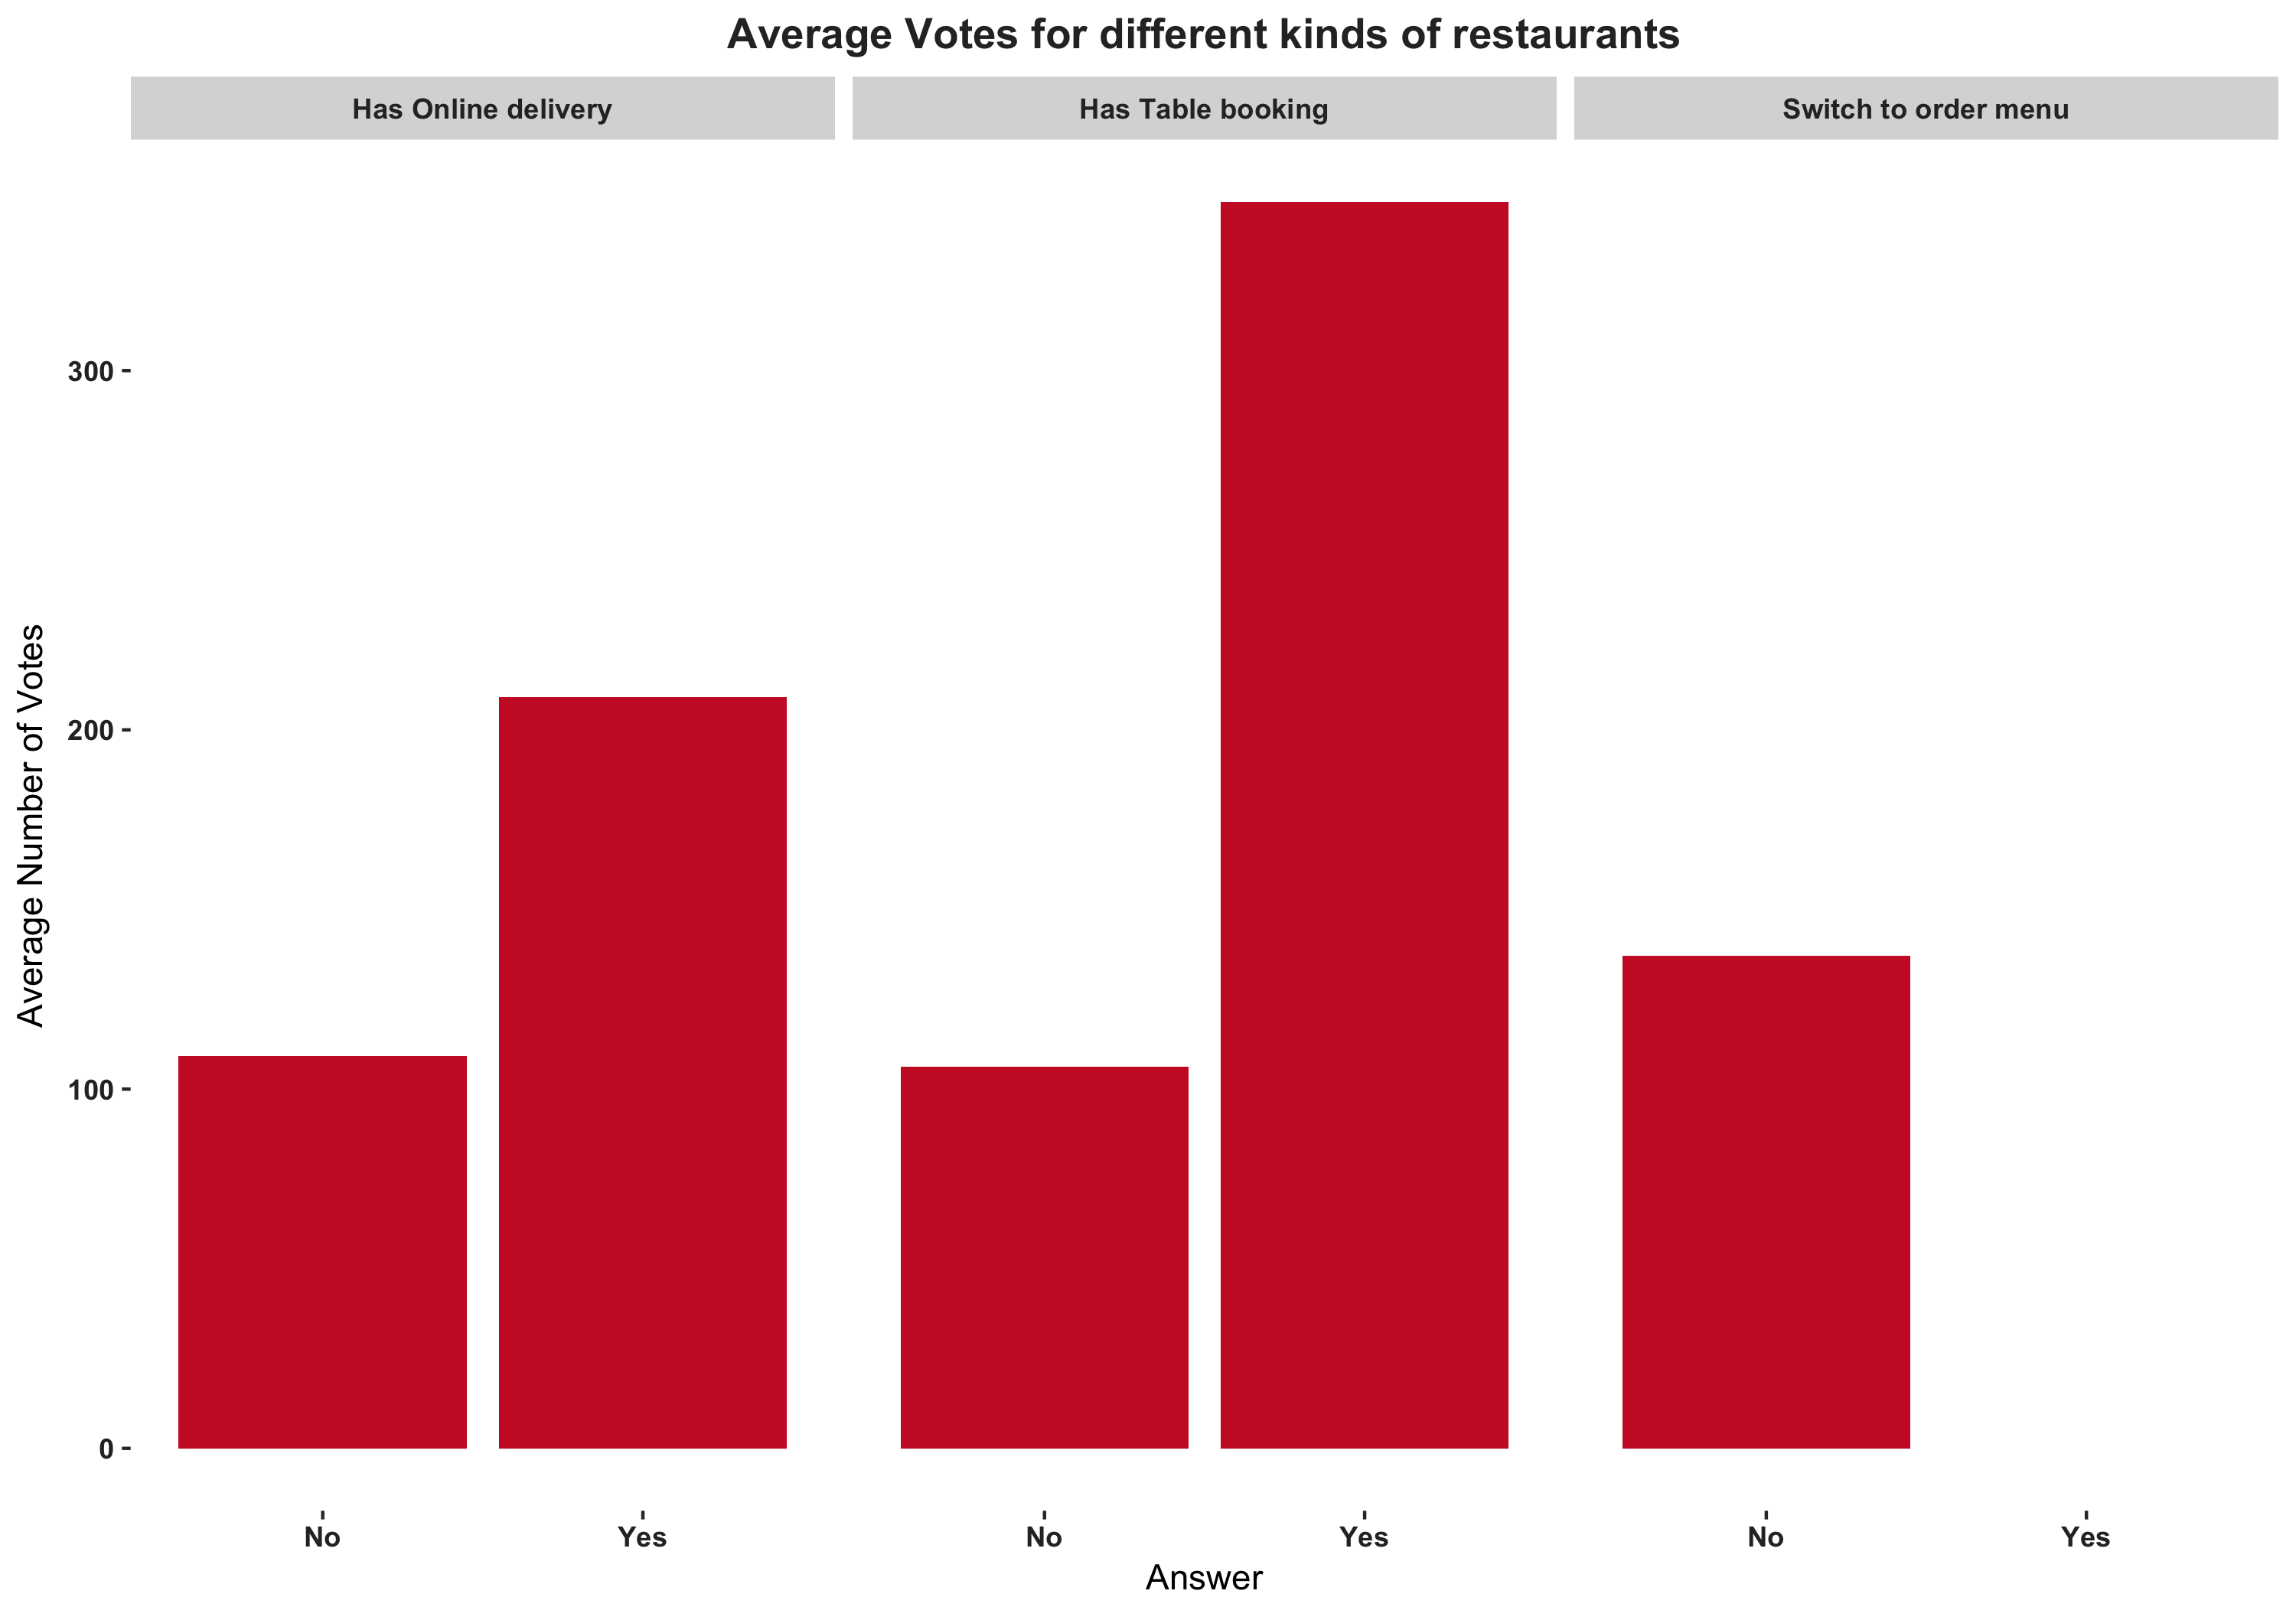 Average Votes for different kinds of restaurants
Has Online delivery
Has Table booking
Switch to order menu
Average Number of Votes
300
200
100
0
No
Yes
No
Yes
No
Yes
Answer